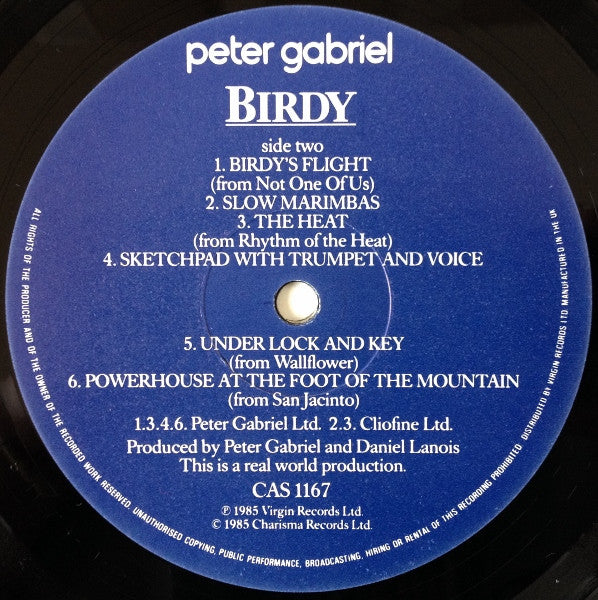 peter gabriel
BIRDY
side two
1. BIRDY'S FLIGHT
(from Not One Of Us)
2. SLOW MARIMBAS
3. THE HEAT
(from Rhythm of the Heat)
4. SKETCHPAD WITH TRUMPET AND VOICE
5. UNDER LOCK AND KEY
(from Wallflower)
6. POWERHOUSE AT THE FOOT OF THE MOUNTAIN
(from San Jacinto)
1.3.4.6. Peter Gabriel Ltd. 2.3. Cliofine Ltd.
Produced by Peter Gabriel and Daniel Lanois
This is a real world production.
CAS 1167
℗ 1985 Virgin Records Ltd.
© 1985 Charisma Records Ltd.
ALL RIGHTS OF THE PRODUCER AND OF THE OWNER OF THE RECORDED WORK RESERVED. UNAUTHORISED COPYING, PUBLIC PERFORMANCE, BROADCASTING, HIRING OR RENTAL OF THIS RECORDING PROHIBITED. DISTRIBUTED BY VIRGIN RECORDS LTD. MANUFACTURED IN THE UK